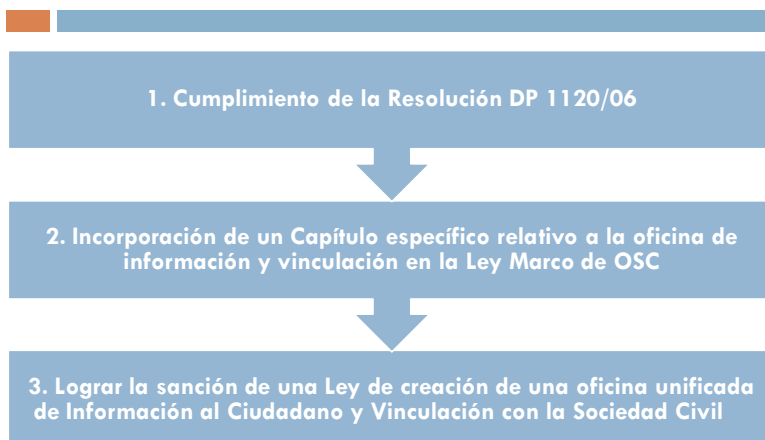 1. Cumplimiento de la Resolución DP 1120/06
2. Incorporación de un Capítulo específico relativo a la oficina de
información y vinculación en la Ley Marco de OSC
3. Lograr la sanción de una Ley de creación de una oficina unificada
de Información al Ciudadano y Vinculación con la Sociedad Civil